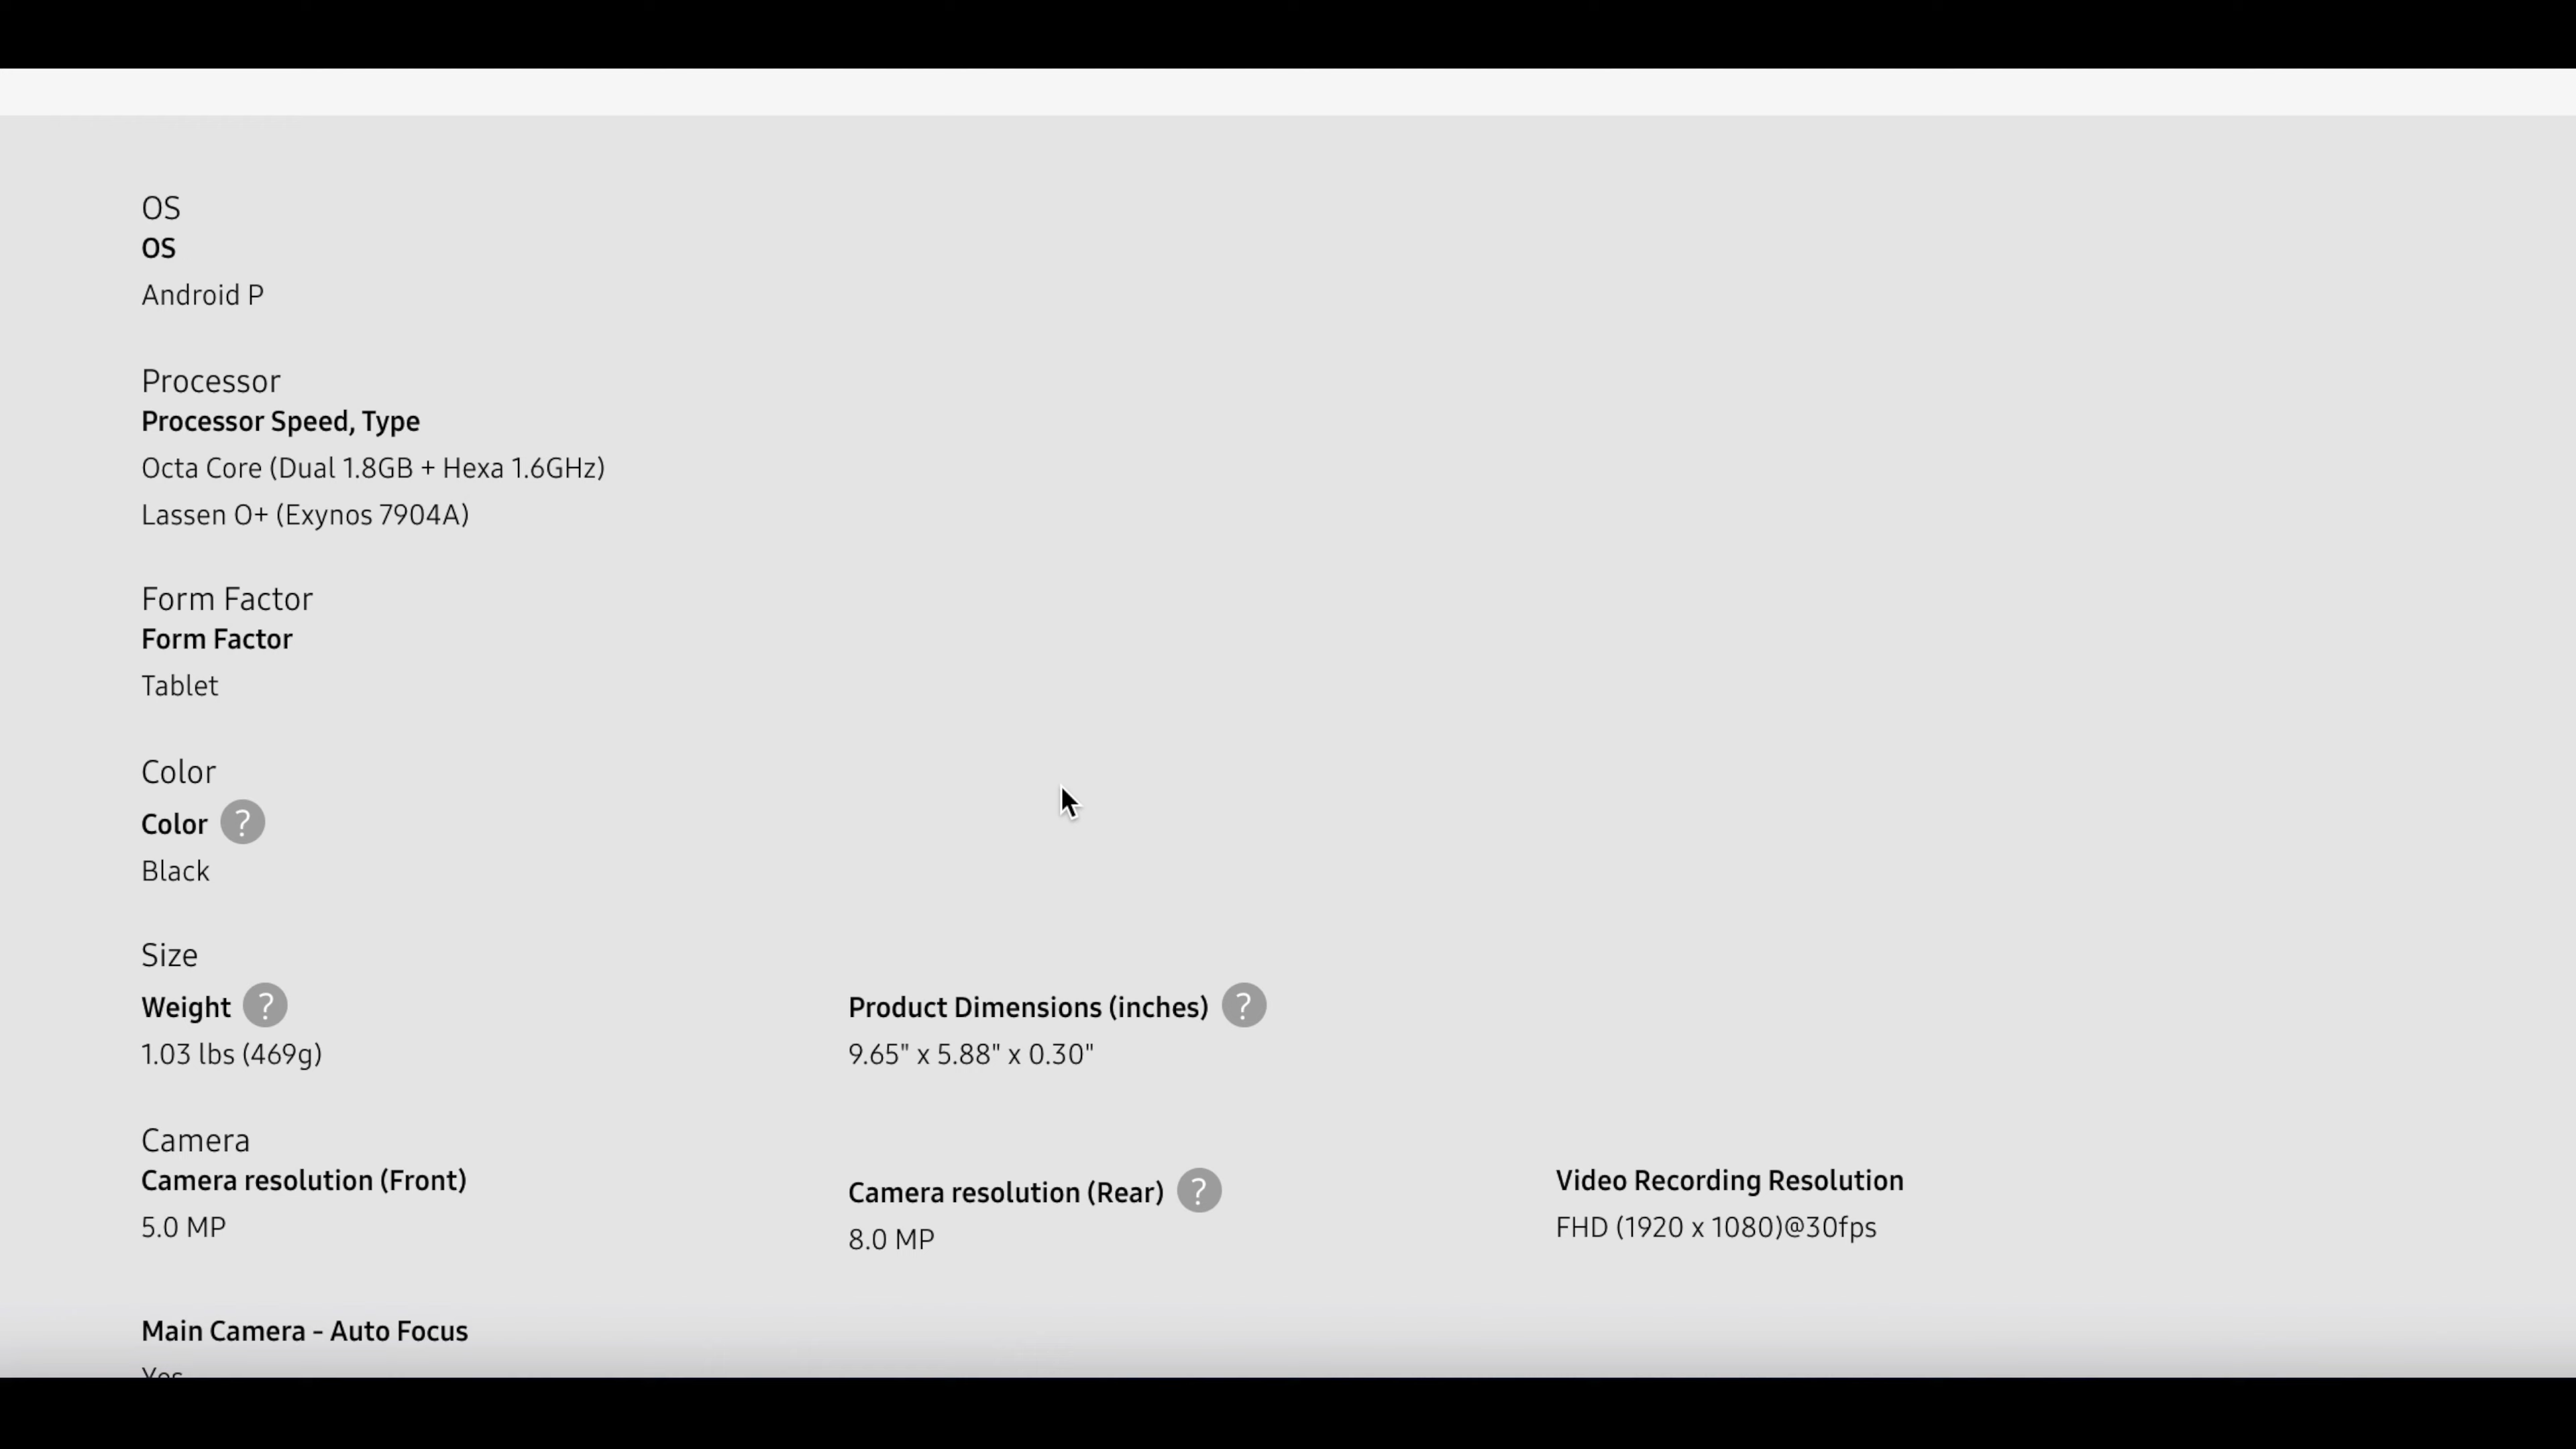 OS
OS
Android P
Processor
Processor Speed, Type
Octa Core (Dual 1.8GB + Hexa 1.6GHz)
Lassen O+ (Exynos 7904A)
Form Factor
Form Factor
Tablet
Color
Color ?
Black
Size
Weight ?
1.03 lbs (469g)
Product Dimensions (inches) ?
9.65" x 5.88" x 0.30"
Camera
Camera resolution (Front)
5.0 MP
Camera resolution (Rear) ?
8.0 MP
Video Recording Resolution
FHD (1920 x 1080)@30fps
Main Camera - Auto Focus
Yes